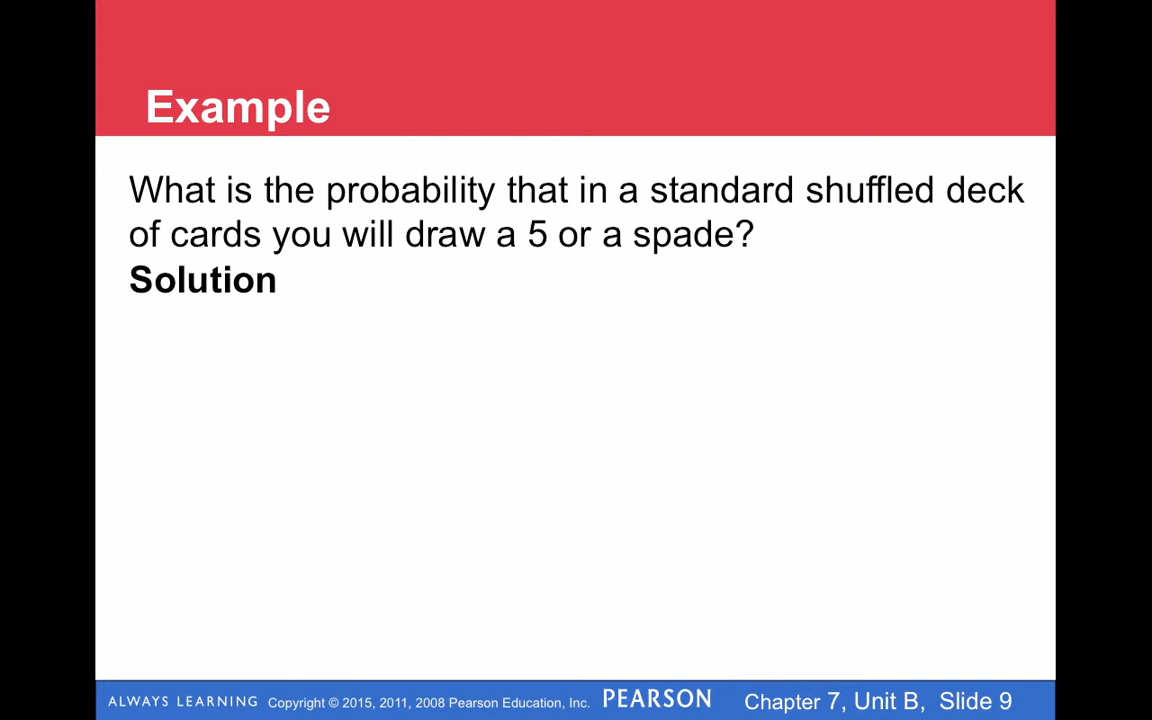 Example
What is the probability that in a standard shuffled deck
of cards you will draw a 5 or a spade?
Solution
ALWAYS LEARNING Copyright © 2015, 2011, 2008 Pearson Education, Inc. PEARSON Chapter 7, Unit B, Slide 9